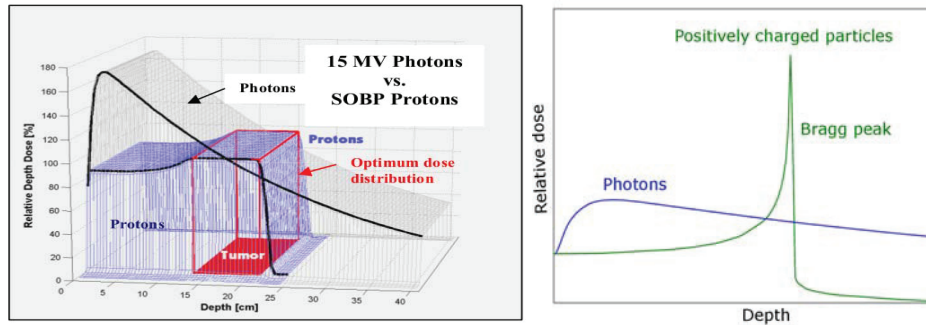 15 MV Photons
vs.
SOBP Protons
Photons
Protons
Optimum dose
distribution
Protons
Tumor
Relative Depth Dose [%]
180
160
140
120
100
80
60
40
20
0
0
5
10
15
20
25
30
35
40
Depth [cm]
Positively charged particles
Bragg peak
Photons
Relative dose
Depth